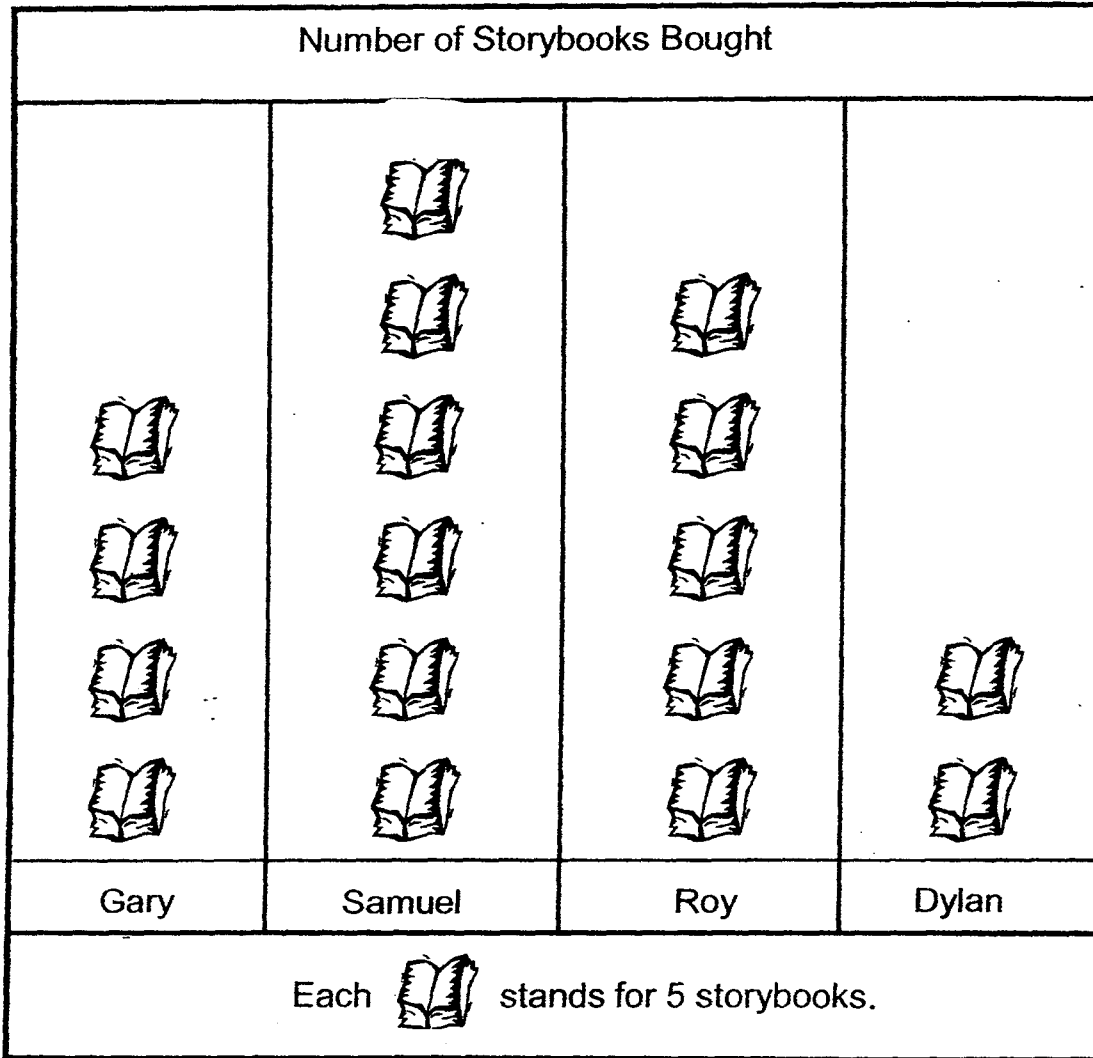 Number of Storybooks Bought
Gary Samuel Roy Dylan
Each stands for 5 storybooks.